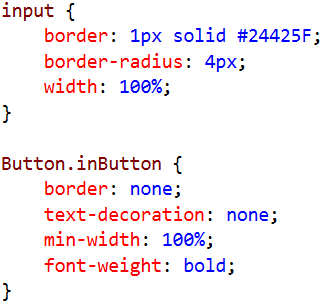 input {
    border: 1px solid #24425F;
    border-radius: 4px;
    width: 100%;
}

Button.inButton {
    border: none;
    text-decoration: none;
    min-width: 100%;
    font-weight: bold;
}